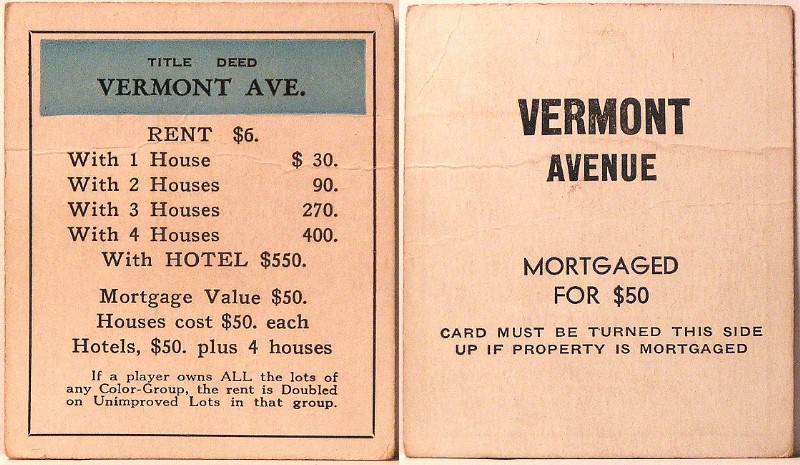 TITLE DEED
VERMONT AVE.
RENT $6.
With 1 House $ 30.
With 2 Houses 90.
With 3 Houses 270.
With 4 Houses 400.
With HOTEL $550.
Mortgage Value $50.
Houses cost $50. each
Hotels, $50. plus 4 houses
If a player owns ALL the lots of
any Color-Group, the rent is Doubled
on Unimproved Lots in that group.
VERMONT
AVENUE
MORTGAGED
FOR $50
CARD MUST BE TURNED THIS SIDE
UP IF PROPERTY IS MORTGAGED